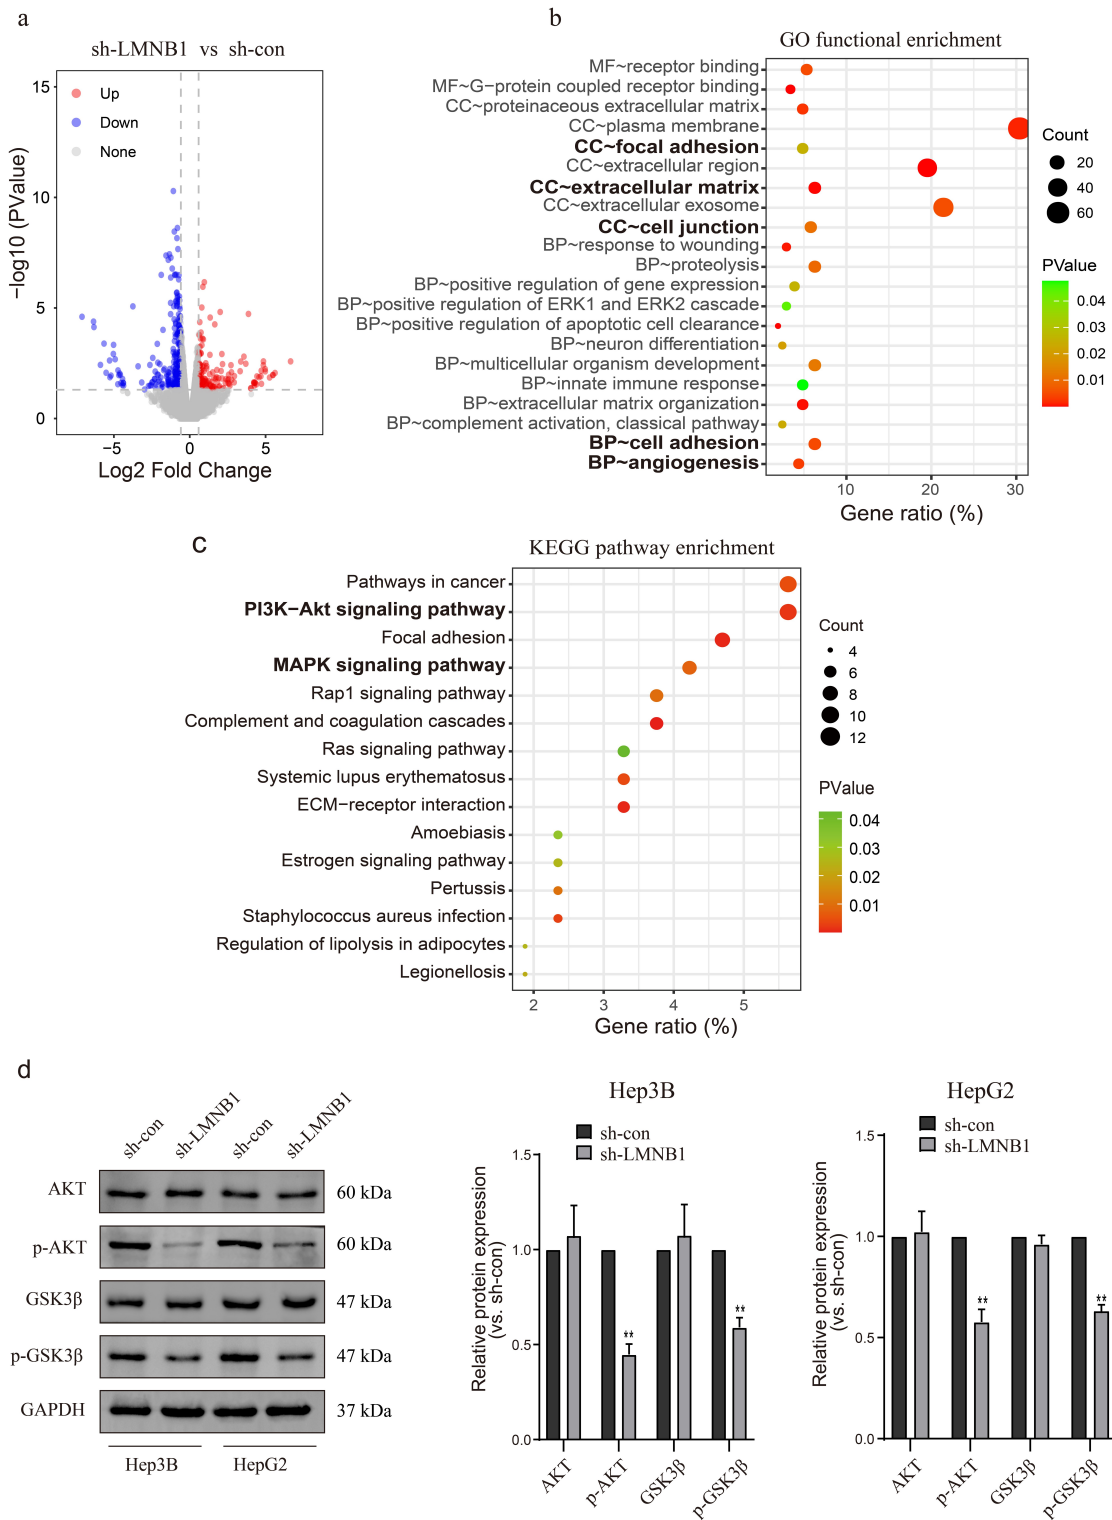 a
sh-LMNB1 vs sh-con
15
10
5
0
−log10 (PValue)
Up
Down
None
−5
0
5
Log2 Fold Change
b
GO functional enrichment
MF~receptor binding
MF~G−protein coupled receptor binding
CC~proteinaceous extracellular matrix
CC~plasma membrane
CC~focal adhesion
CC~extracellular region
CC~extracellular matrix
CC~extracellular exosome
CC~cell junction
BP~response to wounding
BP~proteolysis
BP~positive regulation of gene expression
BP~positive regulation of ERK1 and ERK2 cascade
BP~positive regulation of apoptotic cell clearance
BP~neuron differentiation
BP~multicellular organism development
BP~innate immune response
BP~extracellular matrix organization
BP~complement activation, classical pathway
BP~cell adhesion
BP~angiogenesis
10
20
30
Gene ratio (%)
Count
20
40
60
PValue
0.04
0.03
0.02
0.01
c
KEGG pathway enrichment
Pathways in cancer
PI3K−Akt signaling pathway
Focal adhesion
MAPK signaling pathway
Rap1 signaling pathway
Complement and coagulation cascades
Ras signaling pathway
Systemic lupus erythematosus
ECM−receptor interaction
Amoebiasis
Estrogen signaling pathway
Pertussis
Staphylococcus aureus infection
Regulation of lipolysis in adipocytes
Legionellosis
2
3
4
5
Gene ratio (%)
Count
4
6
8
10
12
PValue
0.04
0.03
0.02
0.01
d
sh-con
sh-LMNB1
sh-con
sh-LMNB1
AKT
60 kDa
p-AKT
60 kDa
GSK3β
47 kDa
p-GSK3β
47 kDa
GAPDH
37 kDa
Hep3B
HepG2
Hep3B
sh-con
sh-LMNB1
Relative protein expression
(vs. sh-con)
1.5
1.0
0.5
0.0
**
**
AKT
p-AKT
GSK3β
p-GSK3β
HepG2
sh-con
sh-LMNB1
Relative protein expression
(vs. sh-con)
1.5
1.0
0.5
0.0
**
**
AKT
p-AKT
GSK3β
p-GSK3β